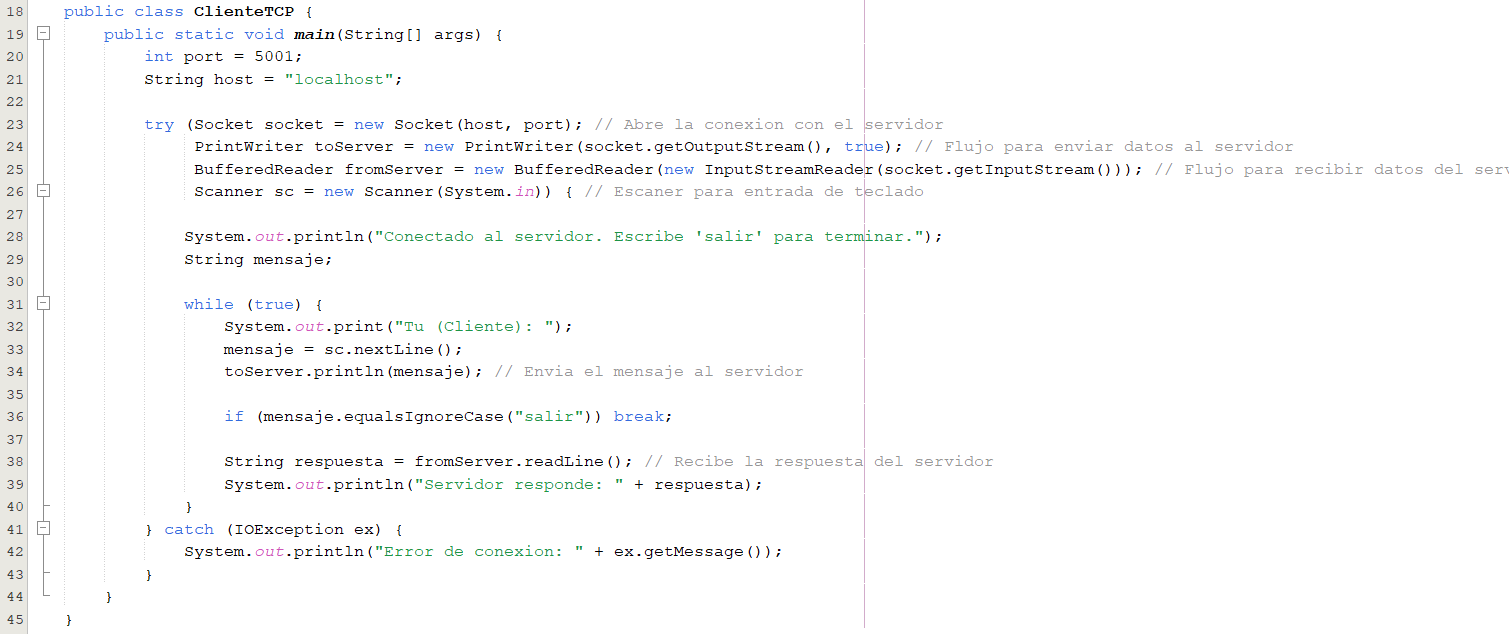 18 public class ClienteTCP {
19 public static void main(String[] args) {
20 int port = 5001;
21 String host = "localhost";
22
23 try (Socket socket = new Socket(host, port); // Abre la conexion con el servidor
24 PrintWriter toServer = new PrintWriter(socket.getOutputStream(), true); // Flujo para enviar datos al servidor
25 BufferedReader fromServer = new BufferedReader(new InputStreamReader(socket.getInputStream())); // Flujo para recibir datos del
26 Scanner sc = new Scanner(System.in)) { // Escaner para entrada de teclado
27
28 System.out.println("Conectado al servidor. Escribe 'salir' para terminar.");
29 String mensaje;
30
31 while (true) {
32 System.out.print("Tu (Cliente): ");
33 mensaje = sc.nextLine();
34 toServer.println(mensaje); // Envia el mensaje al servidor
35
36 if (mensaje.equalsIgnoreCase("salir")) break;
37
38 String respuesta = fromServer.readLine(); // Recibe la respuesta del servidor
39 System.out.println("Servidor responde: " + respuesta);
40 }
41 } catch (IOException ex) {
42 System.out.println("Error de conexion: " + ex.getMessage());
43 }
44 }
45 }